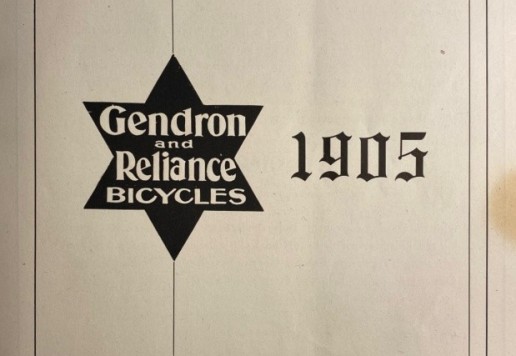 Gendron
and
Reliance
BICYCLES
1905